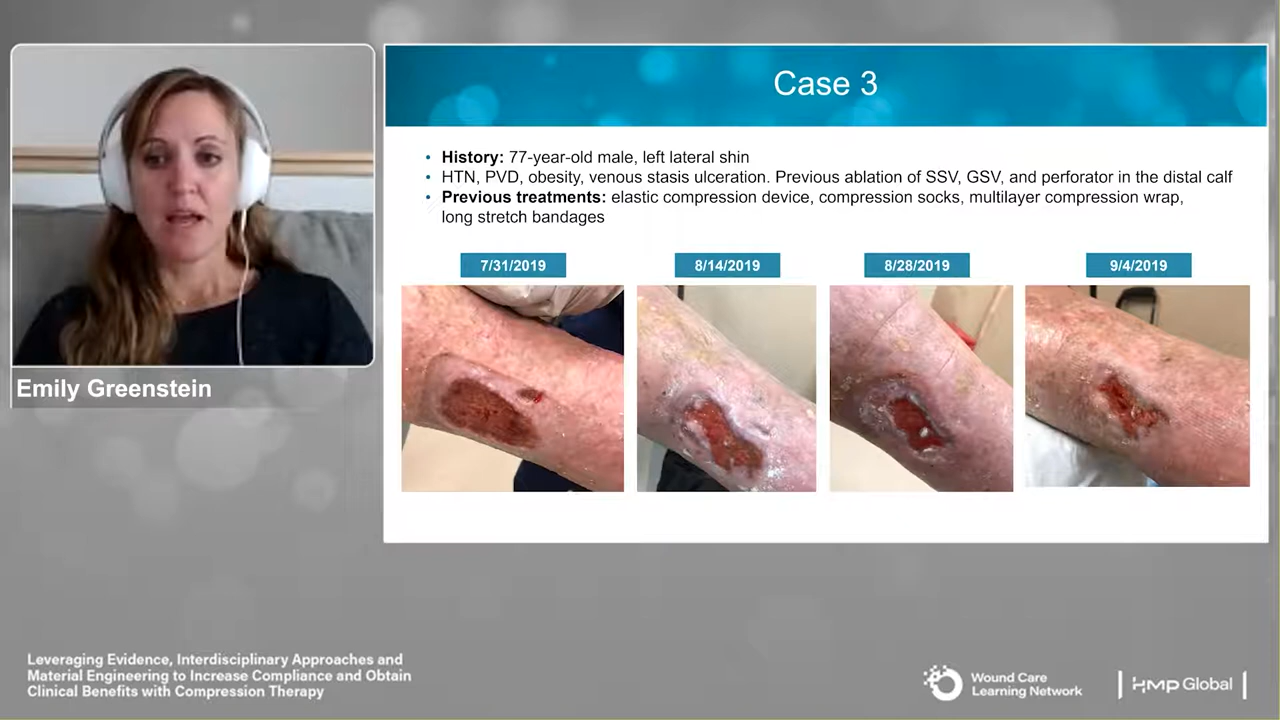 Case 3
• History: 77-year-old male, left lateral shin
• HTN, PVD, obesity, venous stasis ulceration. Previous ablation of SSV, GSV, and perforator in the distal calf
• Previous treatments: elastic compression device, compression socks, multilayer compression wrap,
long stretch bandages
7/31/2019
8/14/2019
8/28/2019
9/4/2019
Emily Greenstein
Leveraging Evidence, Interdisciplinary Approaches and
Material Engineering to Increase Compliance and Obtain
Clinical Benefits with Compression Therapy
Wound Care
Learning Network
HMP Global